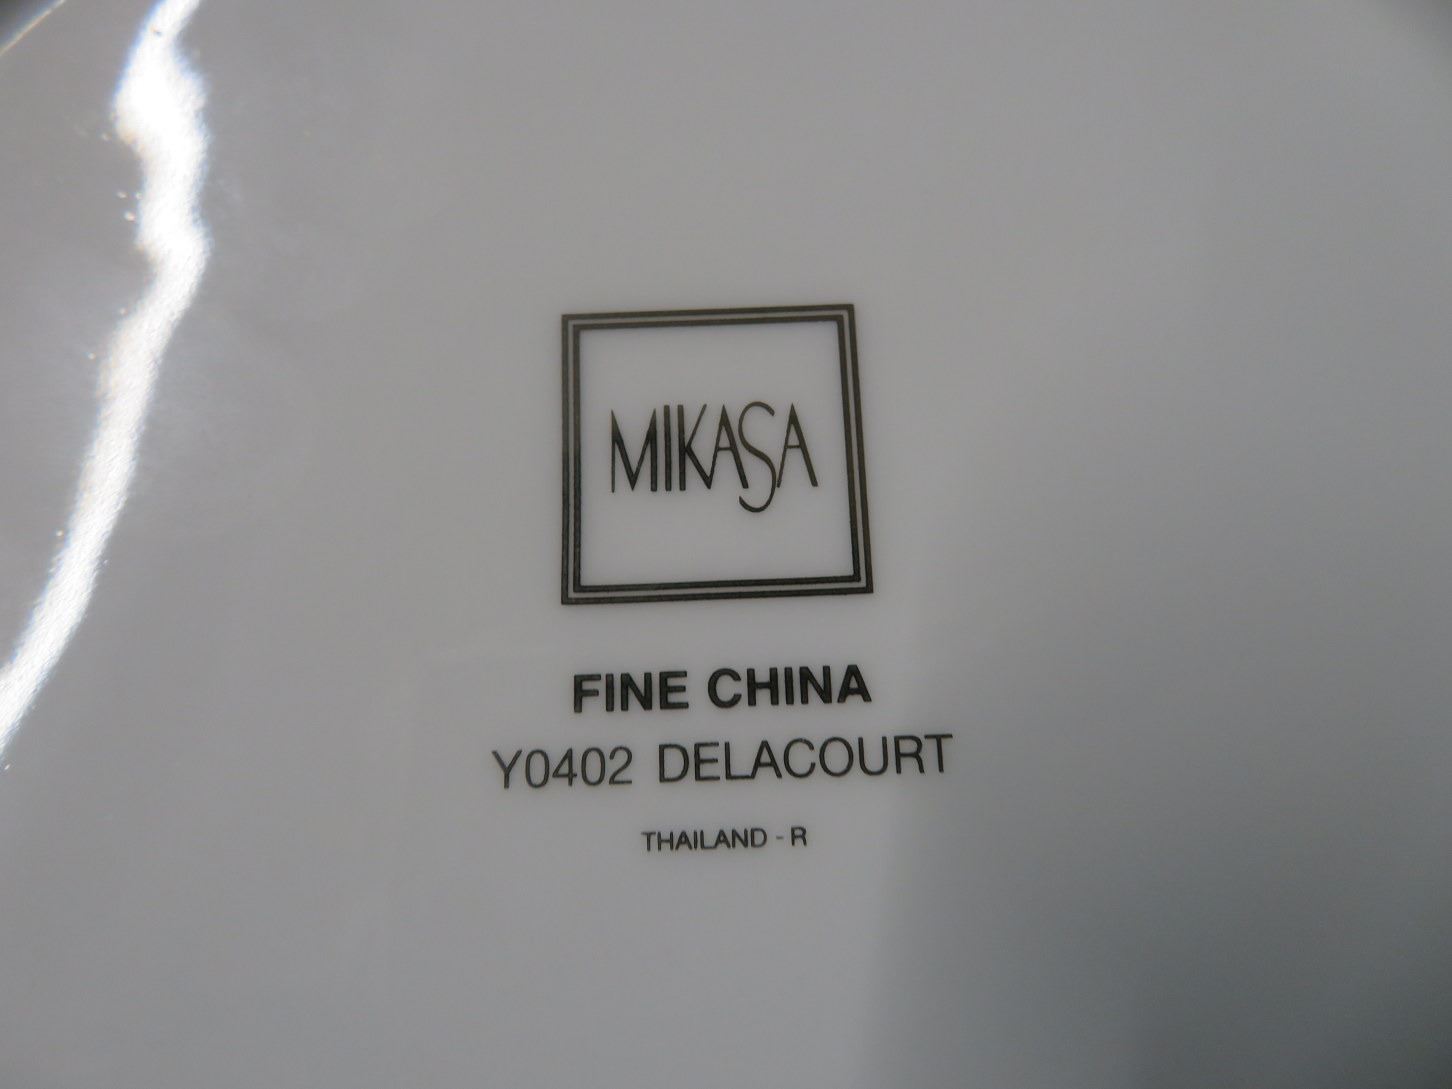 MIKASA
FINE CHINA
Y0402 DELACOURT
THAILAND - R